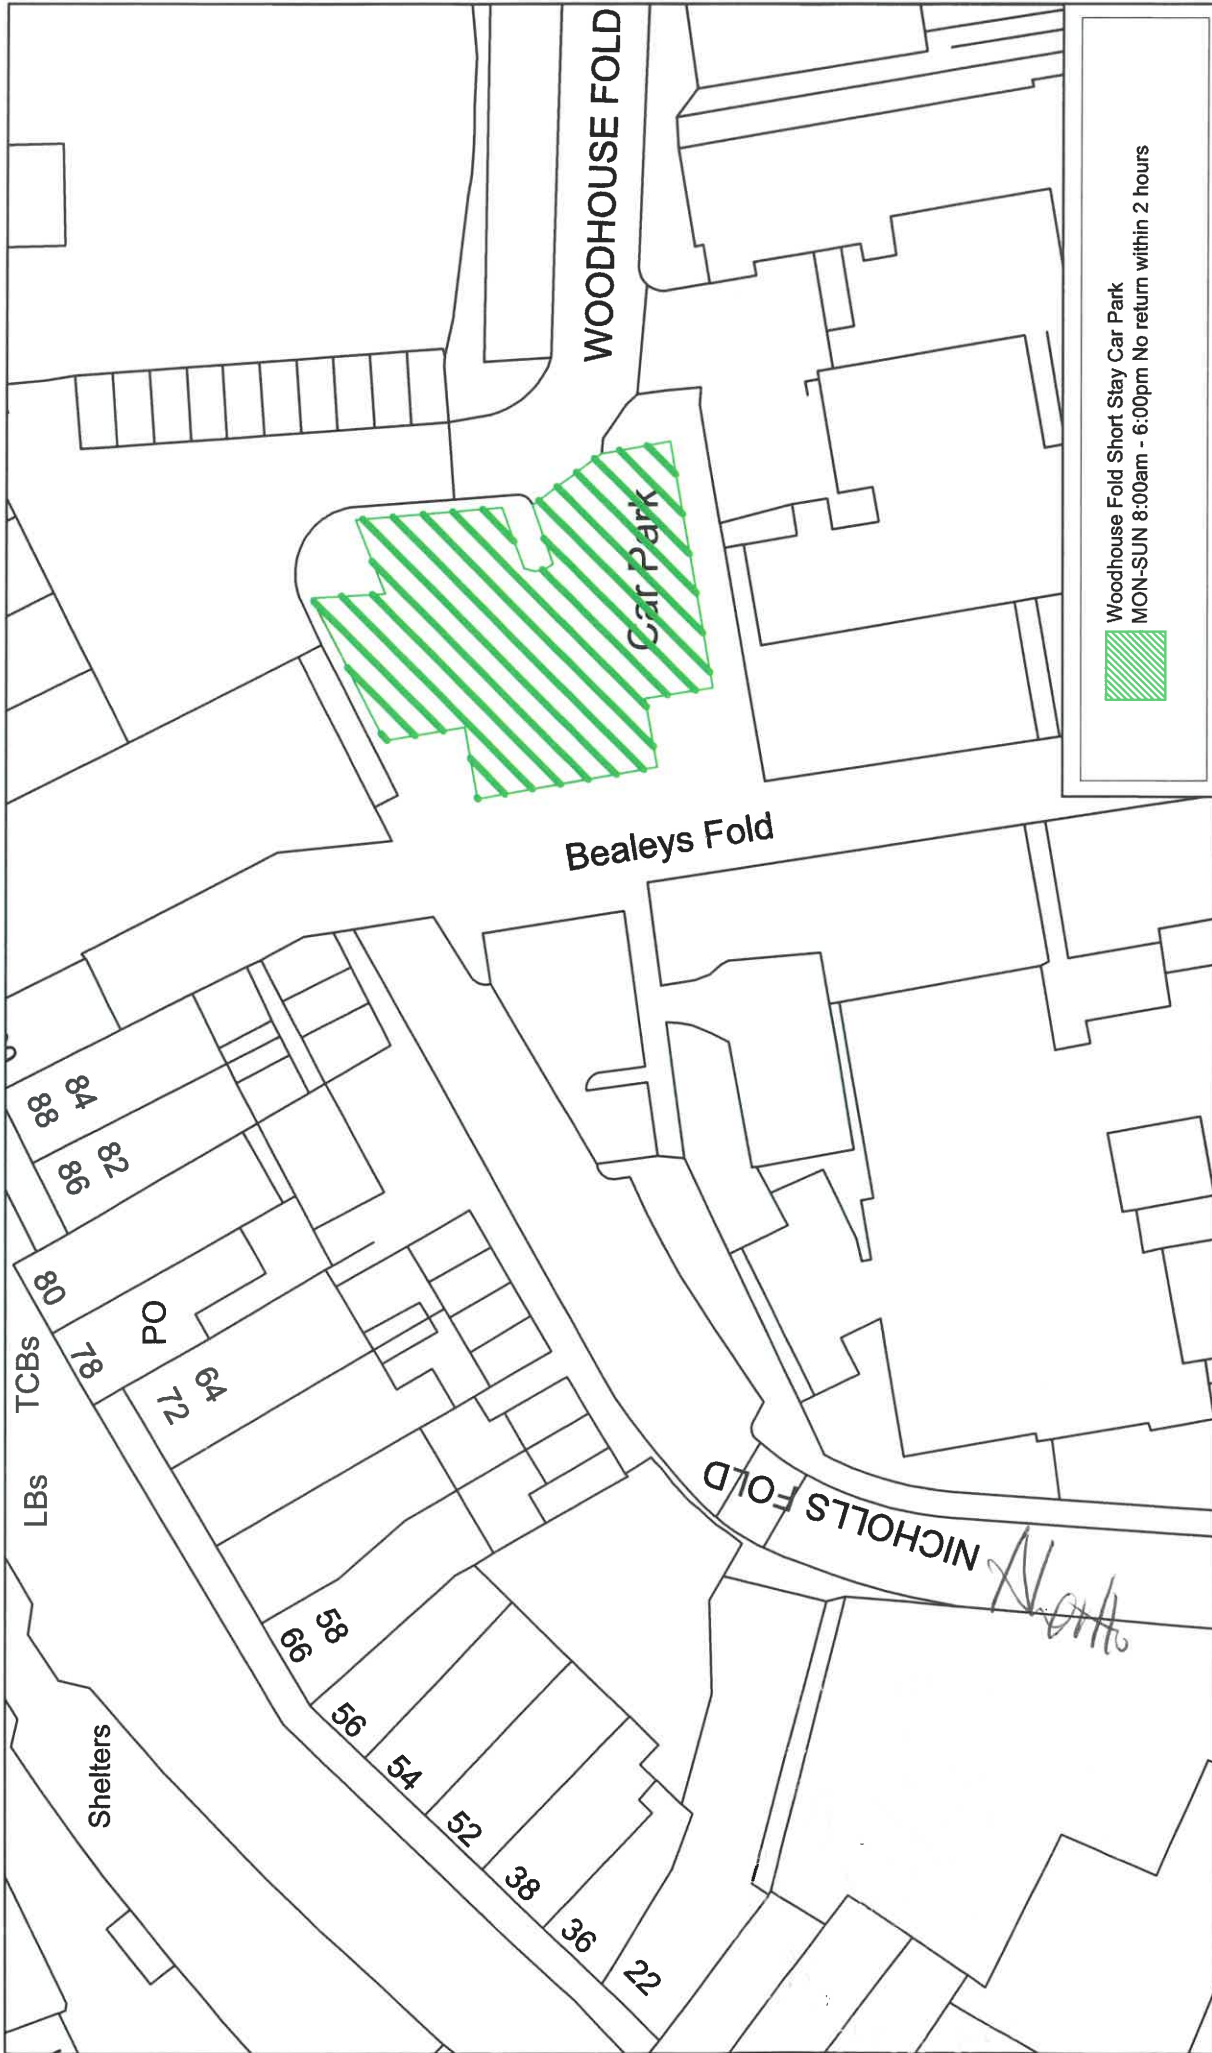 WOODHOUSE FOLD
Car Park
Bealeys Fold
Woodhouse Fold Short Stay Car Park
MON-SUN 8:00am - 6:00pm No return within 2 hours
84
88
82
86
80
78
PO
TCBs
64
72
LBs
58
66
Shelters
56
54
52
38
36
22
NICHOLLS FOLD